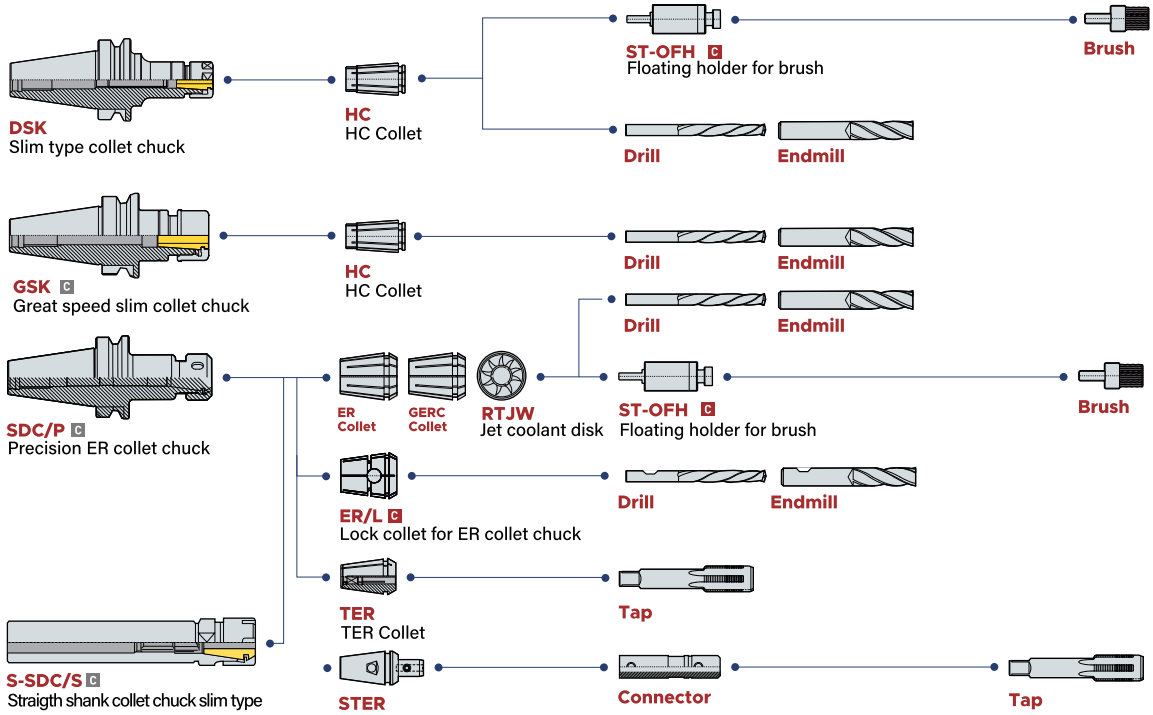 ST-OFH C
Floating holder for brush
Brush
DSK
Slim type collet chuck
HC
HC Collet
Drill
Endmill
GSK C
Great speed slim collet chuck
HC
HC Collet
Drill
Endmill
Drill
Endmill
SDC/P C
Precision ER collet chuck
ER
Collet
GERC
Collet
RTJW
Jet coolant disk
ST-OFH C
Floating holder for brush
Brush
ER/L C
Lock collet for ER collet chuck
Drill
Endmill
TER
TER Collet
Tap
S-SDC/S C
Straigth shank collet chuck slim type
STER
Connector
Tap